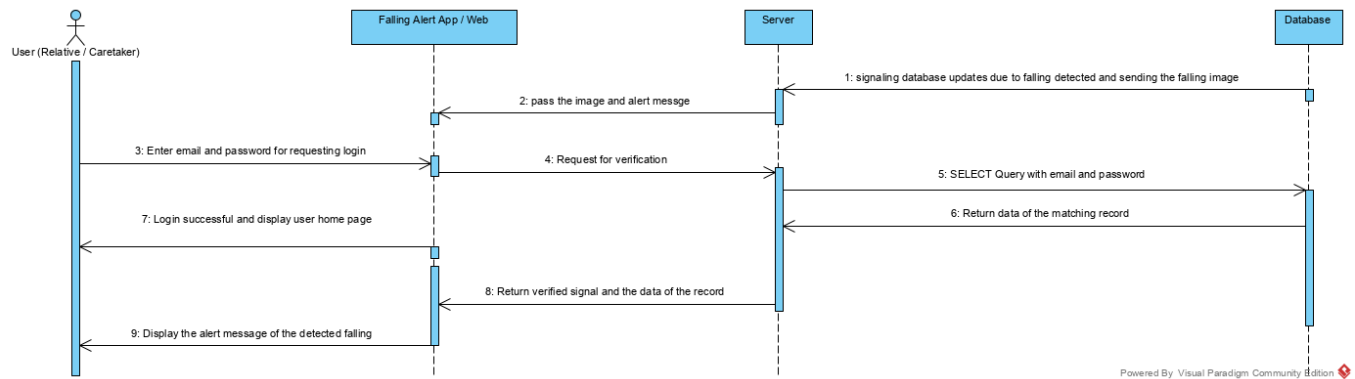 Falling Alert App / Web
Server
Database
User (Relative / Caretaker)
1: signaling database updates due to falling detected and sending the falling image
2: pass the image and alert messge
3: Enter email and password for requesting login
4: Request for verification
5: SELECT Query with email and password
6: Return data of the matching record
7: Login successful and display user home page
8: Return verified signal and the data of the record
9: Display the alert message of the detected falling
Powered By Visual Paradigm Community Edition